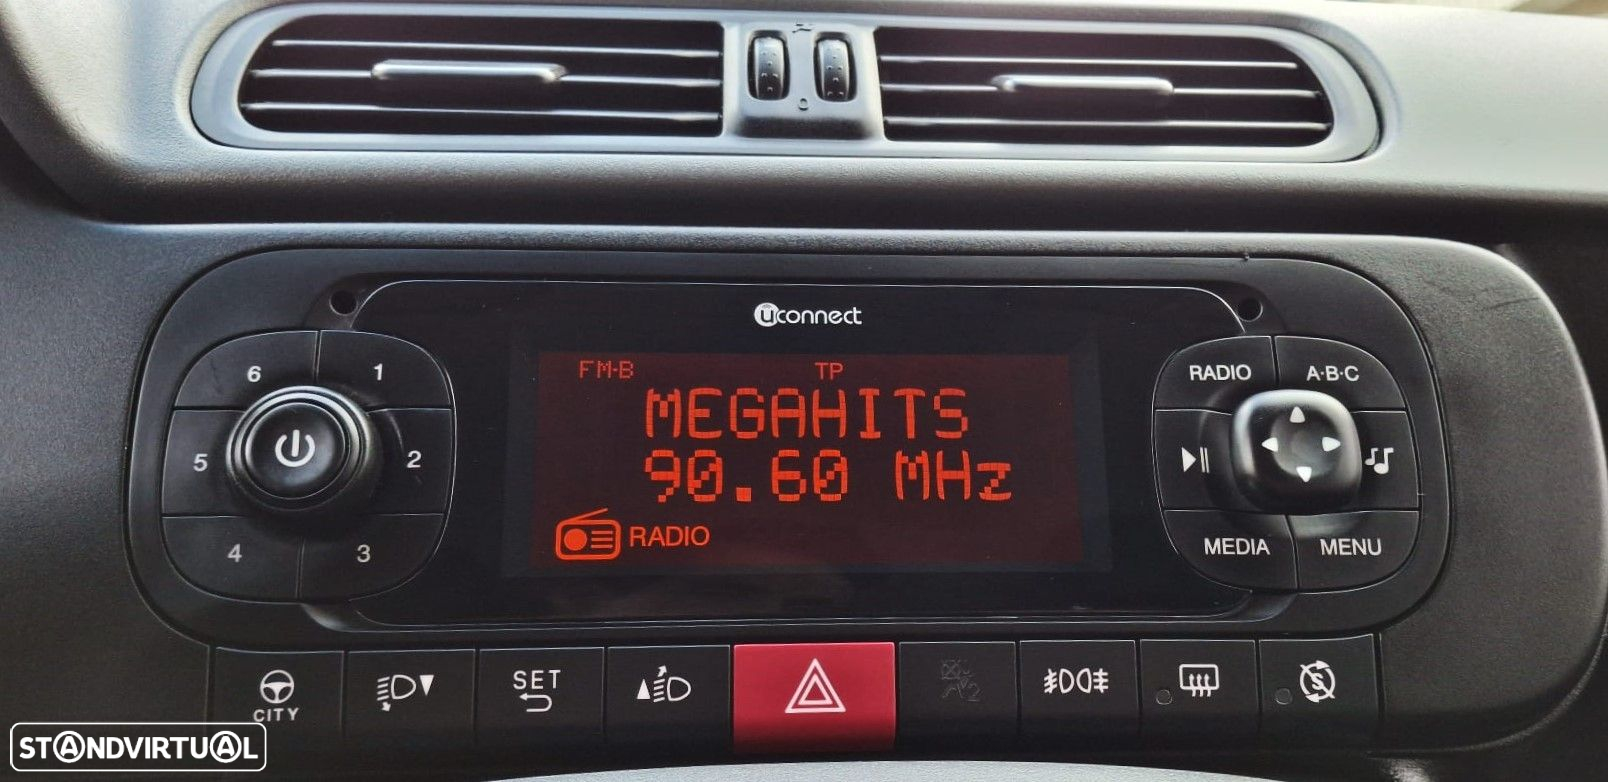 uconnect
FM-B TP
MEGAHITS
90.60 MHz
RADIO
6 1
5 2
4 3
RADIO A·B·C
MEDIA MENU
CITY
SET
STANDVIRTUAL